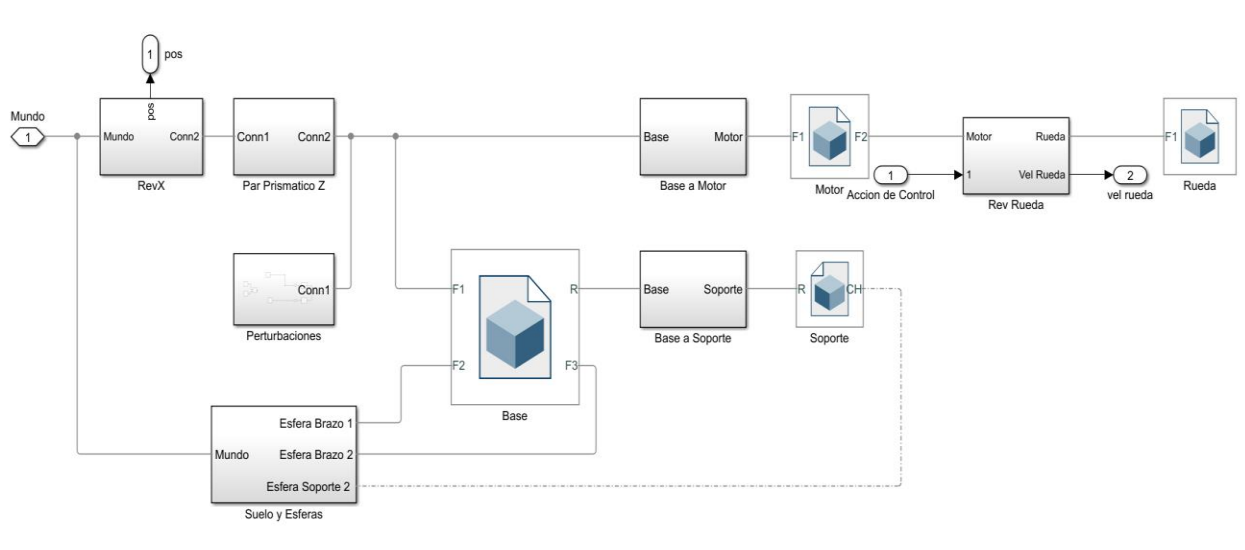 1
pos
Mundo
1
pos
Mundo
Conn2
RevX
Conn1
Conn2
Par Prismatico Z
Base
Motor
Base a Motor
F1
F2
Motor
1
Accion de Control
Motor
Rueda
1
Vel Rueda
Rev Rueda
2
vel rueda
F1
Rueda
Conn1
Perturbaciones
F1
R
F2
F3
Base
Base
Soporte
Base a Soporte
R
CH
Soporte
Esfera Brazo 1
Mundo
Esfera Brazo 2
Esfera Soporte 2
Suelo y Esferas